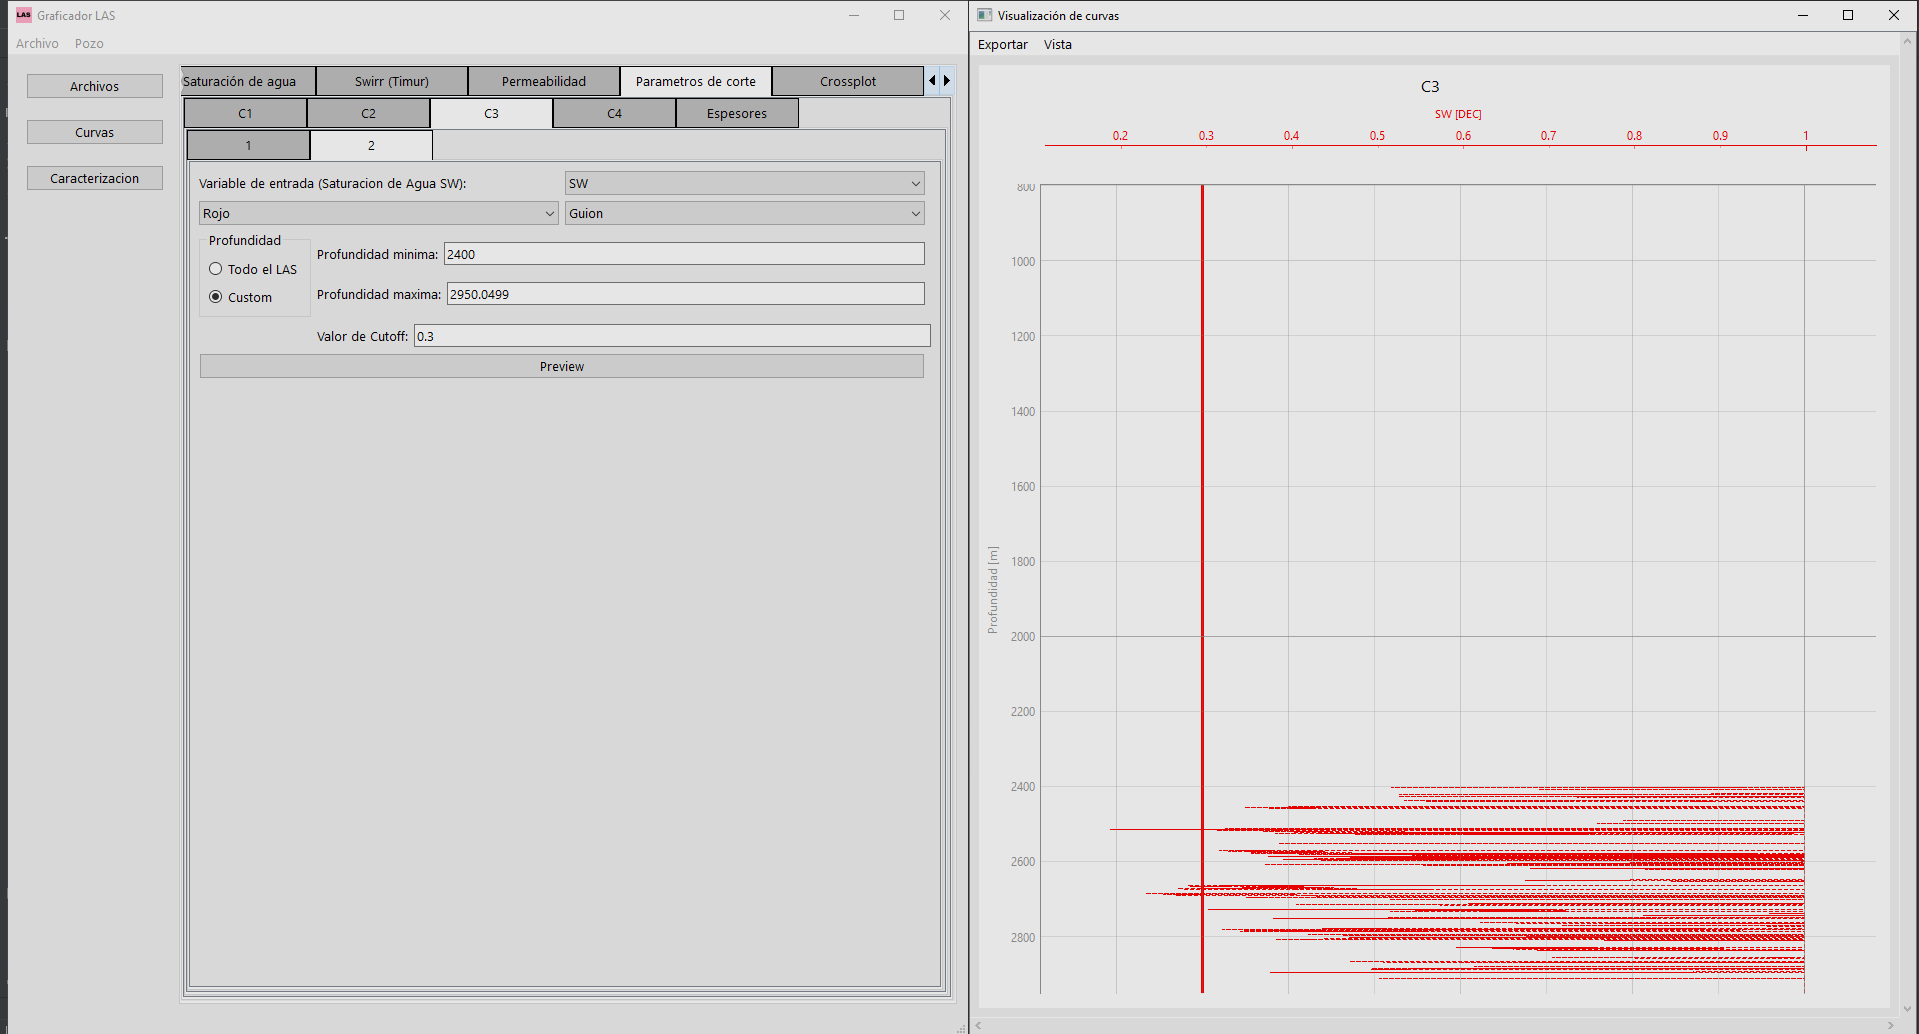 LAS Graficador LAS
Archivo Pozo
Archivos
Curvas
Caracterizacion
Saturación de agua Swirr (Timur) Permeabilidad Parametros de corte Crossplot
C1 C2 C3 C4 Espesores
1 2
Variable de entrada (Saturacion de Agua SW): SW
Rojo Guion
Profundidad
Todo el LAS
Custom
Profundidad minima: 2400
Profundidad maxima: 2950.0499
Valor de Cutoff: 0.3
Preview
Visualización de curvas
Exportar Vista
C3
SW [DEC]
0.2 0.3 0.4 0.5 0.6 0.7 0.8 0.9 1
800
1000
1200
1400
1600
1800
2000
2200
2400
2600
2800
Profundidad [m]